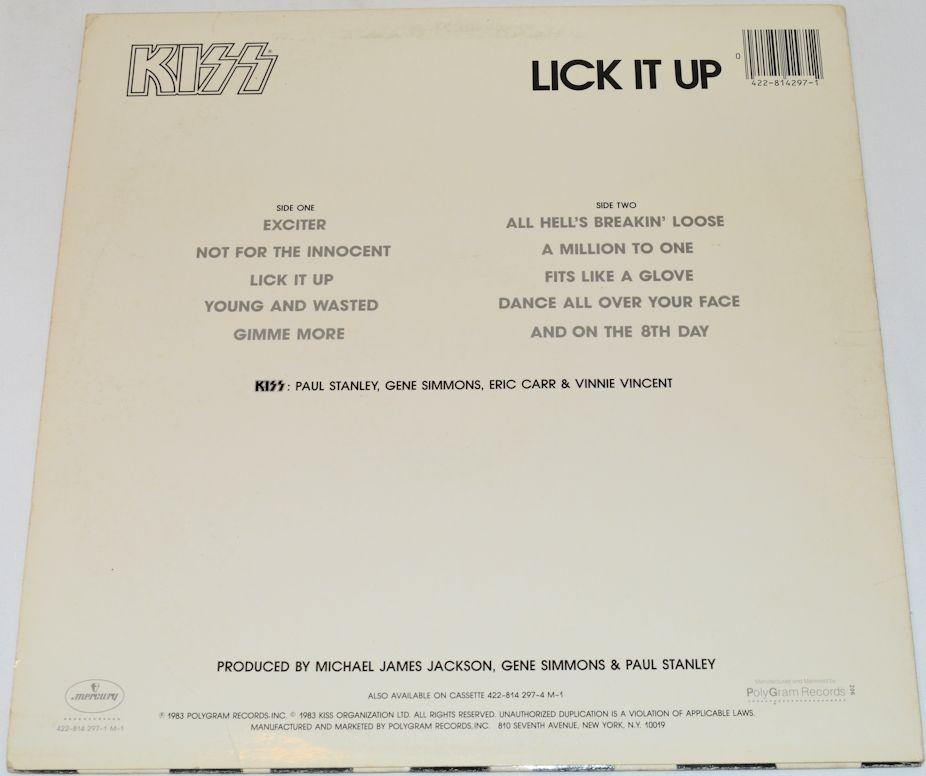 KISS®
LICK IT UP
0
422-814297-1
SIDE ONE
EXCITER
NOT FOR THE INNOCENT
LICK IT UP
YOUNG AND WASTED
GIMME MORE
SIDE TWO
ALL HELL'S BREAKIN' LOOSE
A MILLION TO ONE
FITS LIKE A GLOVE
DANCE ALL OVER YOUR FACE
AND ON THE 8TH DAY
KISS: PAUL STANLEY, GENE SIMMONS, ERIC CARR & VINNIE VINCENT
PRODUCED BY MICHAEL JAMES JACKSON, GENE SIMMONS & PAUL STANLEY
mercury
422-814 297-1 M-1
ALSO AVAILABLE ON CASSETTE 422-814 297-4 M-1
℗ 1983 POLYGRAM RECORDS·INC. © 1983 KISS ORGANIZATION LTD. ALL RIGHTS RESERVED. UNAUTHORIZED DUPLICATION IS A VIOLATION OF APPLICABLE LAWS.
MANUFACTURED AND MARKETED BY POLYGRAM RECORDS, INC. 810 SEVENTH AVENUE, NEW YORK, N.Y. 10019
Manufactured and Marketed by
PolyGram Records